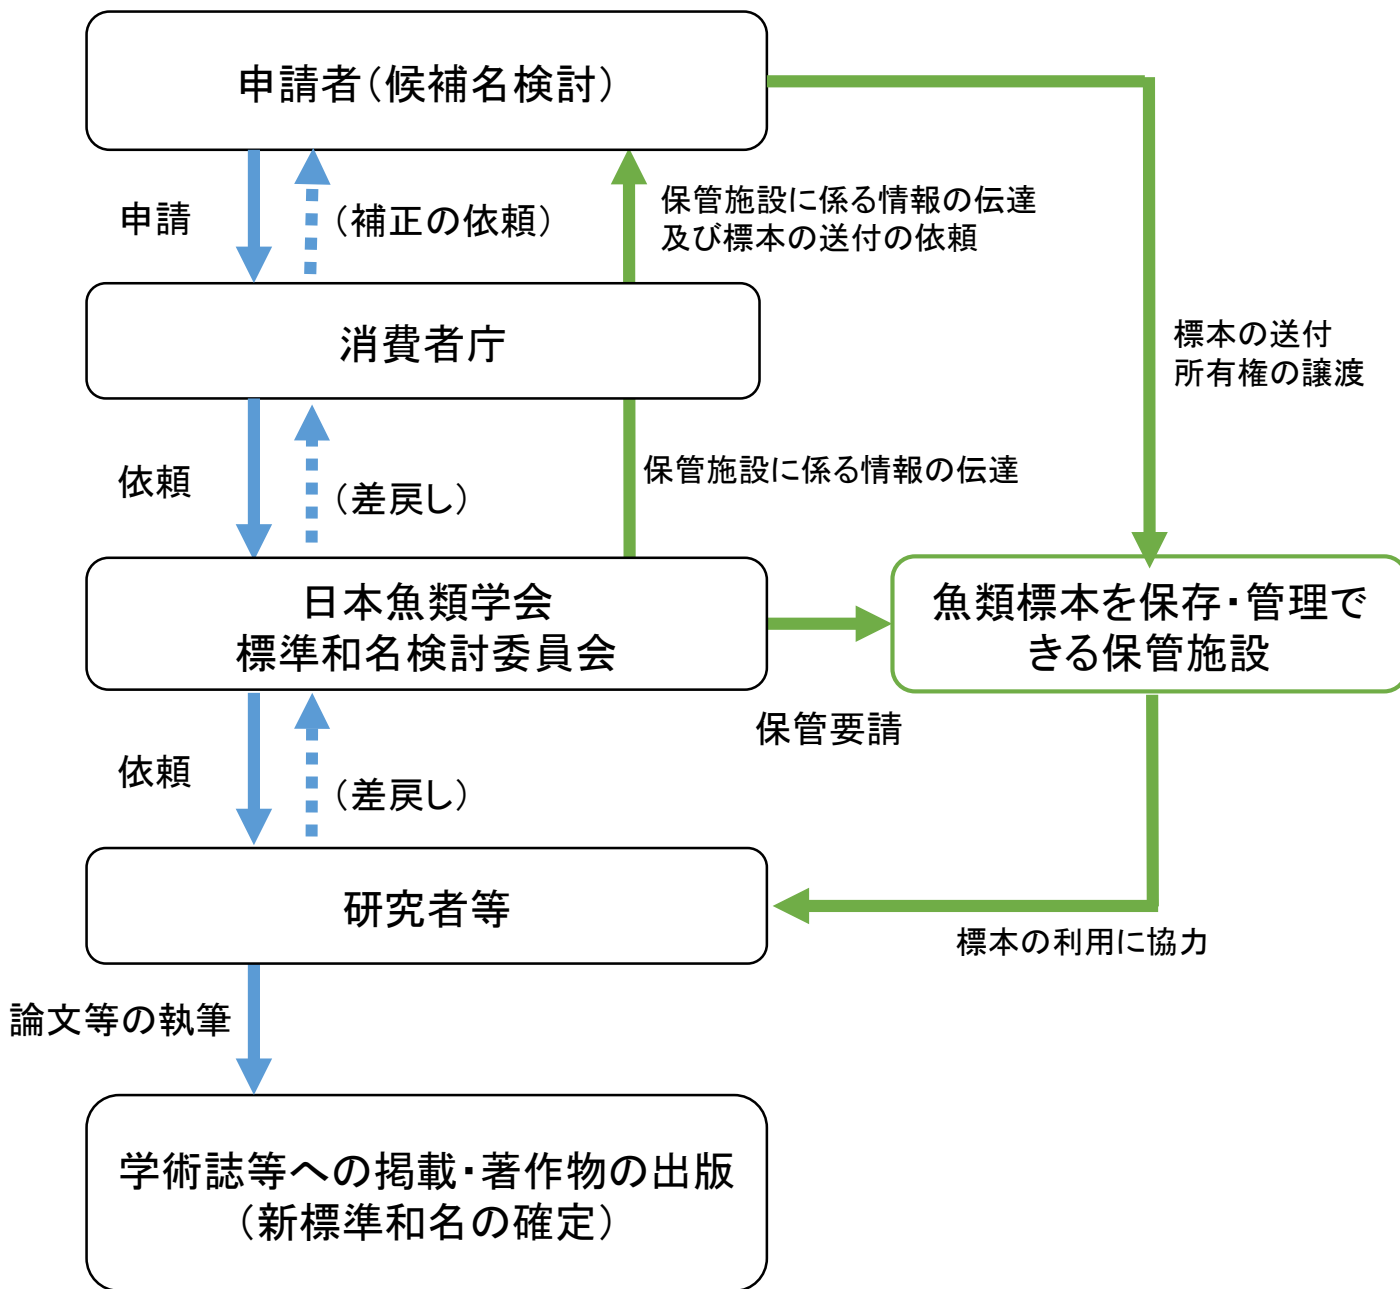 申請者（候補名検討）
申請
（補正の依頼）
保管施設に係る情報の伝達
及び標本の送付の依頼
消費者庁
標本の送付
所有権の譲渡
依頼
（差戻し）
保管施設に係る情報の伝達
日本魚類学会
標準和名検討委員会
魚類標本を保存・管理で
きる保管施設
保管要請
依頼
（差戻し）
研究者等
標本の利用に協力
論文等の執筆
学術誌等への掲載・著作物の出版
（新標準和名の確定）